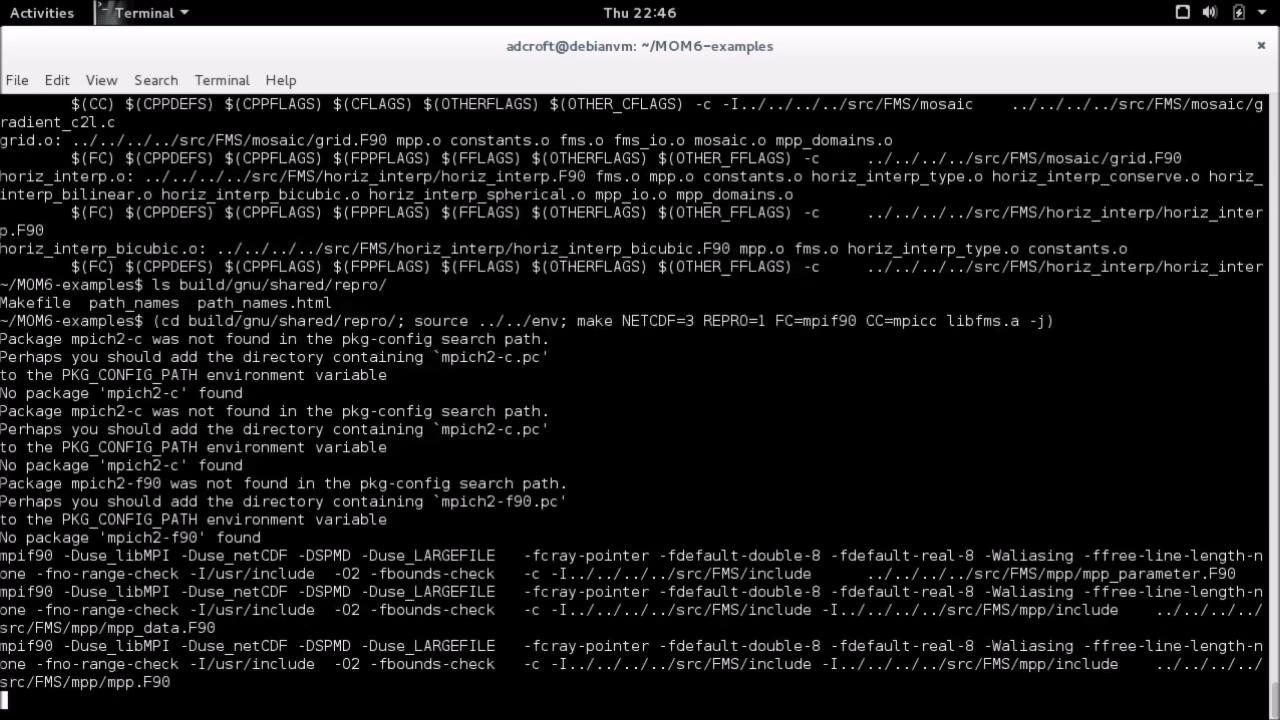 Activities Terminal Thu 22:46
adcroft@debianvm: ~/MOM6-examples ×
File Edit View Search Terminal Help
$(CC) $(CPPDEFS) $(CPPFLAGS) $(CFLAGS) $(OTHERFLAGS) $(OTHER_CFLAGS) -c -I../../../../src/FMS/mosaic ../../../../src/FMS/mosaic/g
radient_c2l.c
grid.o: ../../../../src/FMS/mosaic/grid.F90 mpp.o constants.o fms.o fms_io.o mosaic.o mpp_domains.o
$(FC) $(CPPDEFS) $(CPPFLAGS) $(FPPFLAGS) $(FFLAGS) $(OTHERFLAGS) $(OTHER_FFLAGS) -c ../../../../src/FMS/mosaic/grid.F90
horiz_interp.o: ../../../../src/FMS/horiz_interp/horiz_interp.F90 fms.o mpp.o constants.o horiz_interp_type.o horiz_interp_conserve.o horiz_
interp_bilinear.o horiz_interp_bicubic.o horiz_interp_spherical.o mpp_io.o mpp_domains.o
$(FC) $(CPPDEFS) $(CPPFLAGS) $(FPPFLAGS) $(FFLAGS) $(OTHERFLAGS) $(OTHER_FFLAGS) -c ../../../../src/FMS/horiz_interp/horiz_inter
p.F90
horiz_interp_bicubic.o: ../../../../src/FMS/horiz_interp/horiz_interp_bicubic.F90 mpp.o fms.o horiz_interp_type.o constants.o
$(FC) $(CPPDEFS) $(CPPFLAGS) $(FPPFLAGS) $(FFLAGS) $(OTHERFLAGS) $(OTHER_FFLAGS) -c ../../../../src/FMS/horiz_interp/horiz_inter
~/MOM6-examples$ ls build/gnu/shared/repro/
Makefile path_names path_names.html
~/MOM6-examples$ (cd build/gnu/shared/repro/; source ../../env; make NETCDF=3 REPRO=1 FC=mpif90 CC=mpicc libfms.a -j)
Package mpich2-c was not found in the pkg-config search path.
Perhaps you should add the directory containing `mpich2-c.pc'
to the PKG_CONFIG_PATH environment variable
No package 'mpich2-c' found
Package mpich2-c was not found in the pkg-config search path.
Perhaps you should add the directory containing `mpich2-c.pc'
to the PKG_CONFIG_PATH environment variable
No package 'mpich2-c' found
Package mpich2-f90 was not found in the pkg-config search path.
Perhaps you should add the directory containing `mpich2-f90.pc'
to the PKG_CONFIG_PATH environment variable
No package 'mpich2-f90' found
mpif90 -Duse_libMPI -Duse_netCDF -DSPMD -Duse_LARGEFILE -fcray-pointer -fdefault-double-8 -fdefault-real-8 -Waliasing -ffree-line-length-n
one -fno-range-check -I/usr/include -O2 -fbounds-check -c -I../../../../src/FMS/include ../../../../src/FMS/mpp/mpp_parameter.F90
mpif90 -Duse_libMPI -Duse_netCDF -DSPMD -Duse_LARGEFILE -fcray-pointer -fdefault-double-8 -fdefault-real-8 -Waliasing -ffree-line-length-n
one -fno-range-check -I/usr/include -O2 -fbounds-check -c -I../../../../src/FMS/include -I../../../../src/FMS/mpp/include ../../../../
src/FMS/mpp/mpp_data.F90
mpif90 -Duse_libMPI -Duse_netCDF -DSPMD -Duse_LARGEFILE -fcray-pointer -fdefault-double-8 -fdefault-real-8 -Waliasing -ffree-line-length-n
one -fno-range-check -I/usr/include -O2 -fbounds-check -c -I../../../../src/FMS/include -I../../../../src/FMS/mpp/include ../../../../
src/FMS/mpp/mpp.F90